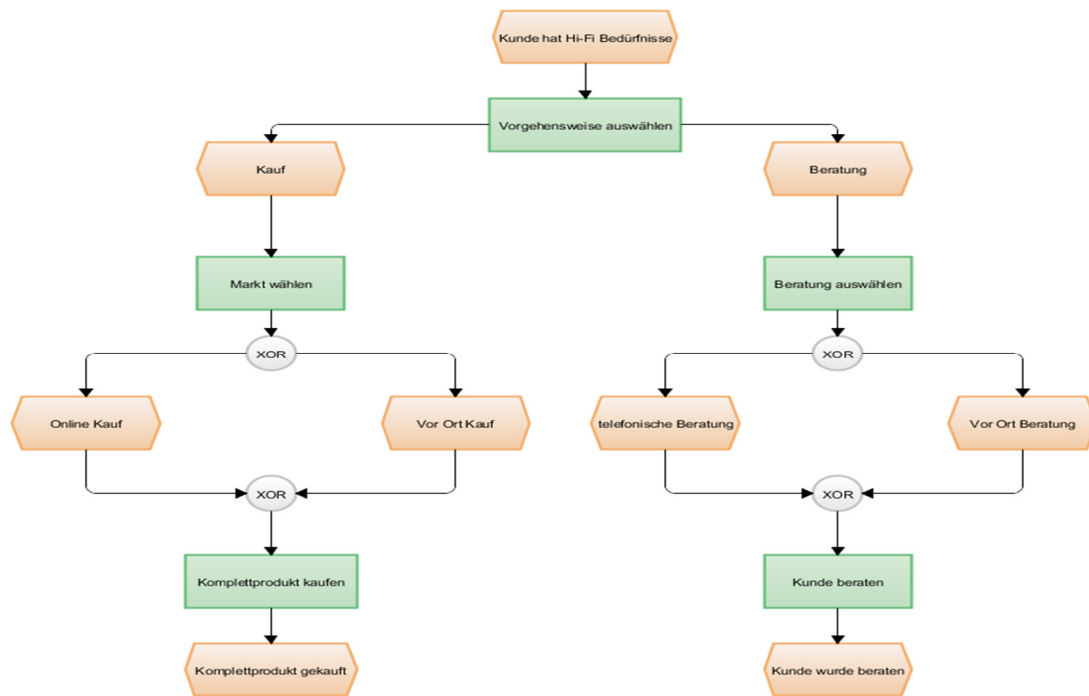 Kunde hat Hi-Fi Bedürfnisse
Vorgehensweise auswählen
Kauf
Beratung
Markt wählen
Beratung auswählen
XOR
XOR
Online Kauf
Vor Ort Kauf
telefonische Beratung
Vor Ort Beratung
XOR
XOR
Komplettprodukt kaufen
Kunde beraten
Komplettprodukt gekauft
Kunde wurde beraten